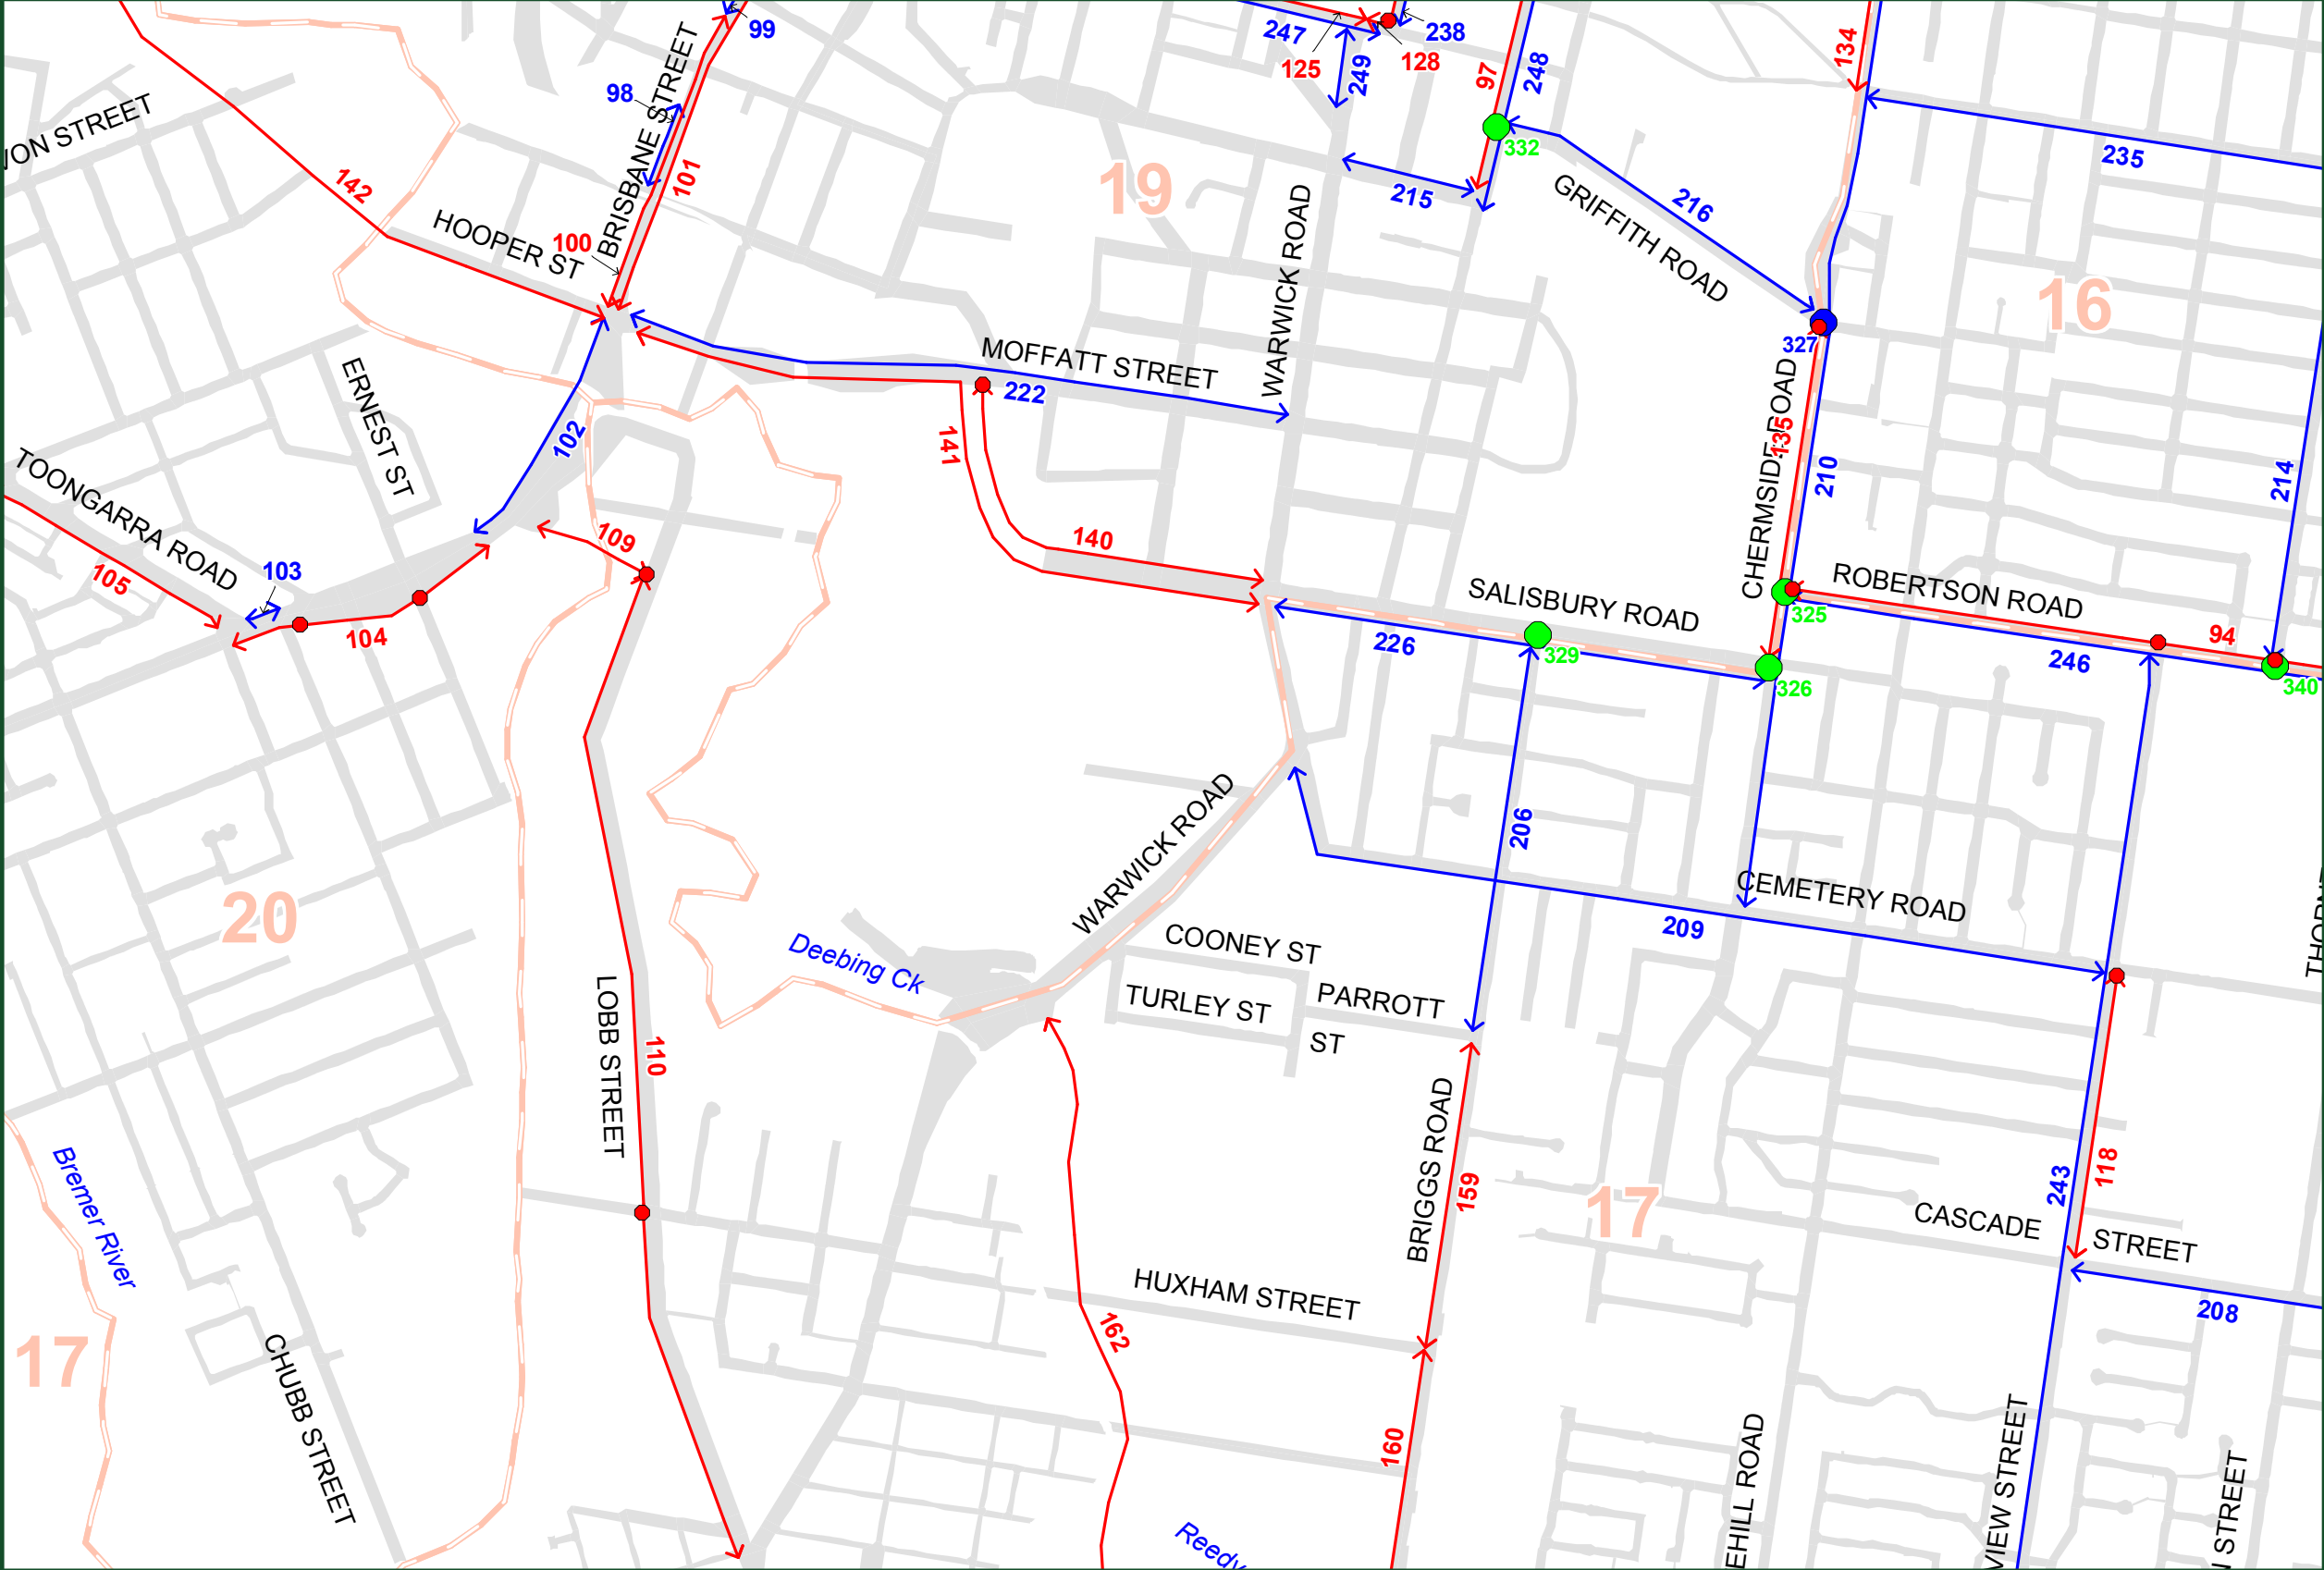 99
247
238
125
128
249
97
248
134
98
BRISBANE STREET
332
235
101
142
19
215
216
GRIFFITH ROAD
HOOPER ST
100
WARWICK ROAD
16
327
MOFFATT STREET
222
ERNEST ST
102
141
CHERMSIDE ROAD
135
210
214
TOONGARRA ROAD
109
140
103
105
104
SALISBURY ROAD
ROBERTSON ROAD
325
226
329
94
246
326
340
WARWICK ROAD
206
CEMETERY ROAD
209
20
Deebing Ck
COONEY ST
TURLEY ST
PARROTT
ST
LOBB STREET
110
BRIGGS ROAD
159
17
243
118
CASCADE
STREET
Bremer River
HUXHAM STREET
208
162
17
CHUBB STREET
160
EHILL ROAD
VIEW STREET
STREET
Reedy